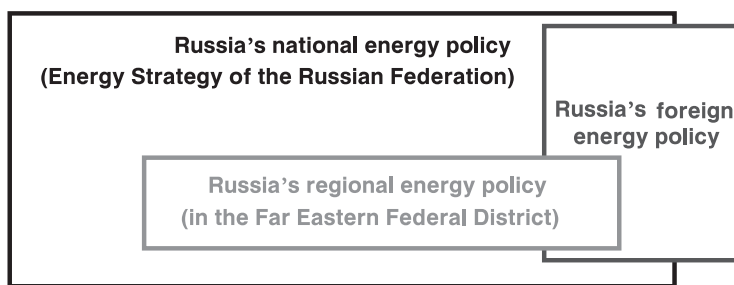 Russia’s national energy policy
(Energy Strategy of the Russian Federation)
Russia’s foreign
energy policy
Russia’s regional energy policy
(in the Far Eastern Federal District)